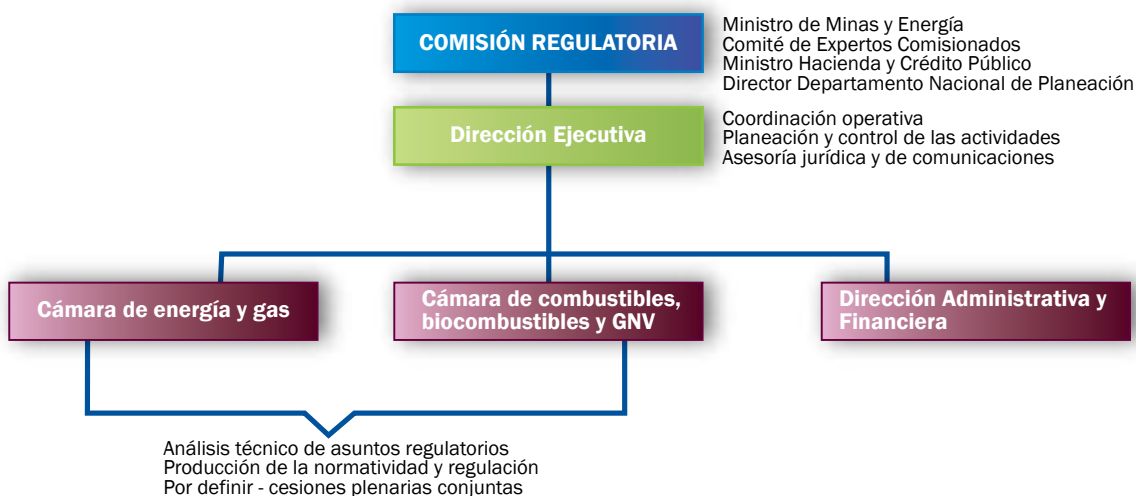 COMISIÓN REGULATORIA
Ministro de Minas y Energía
Comité de Expertos Comisionados
Ministro Hacienda y Crédito Público
Director Departamento Nacional de Planeación
Dirección Ejecutiva
Coordinación operativa
Planeación y control de las actividades
Asesoría jurídica y de comunicaciones
Cámara de energía y gas
Cámara de combustibles,
biocombustibles y GNV
Dirección Administrativa y
Financiera
Análisis técnico de asuntos regulatorios
Producción de la normatividad y regulación
Por definir - cesiones plenarias conjuntas